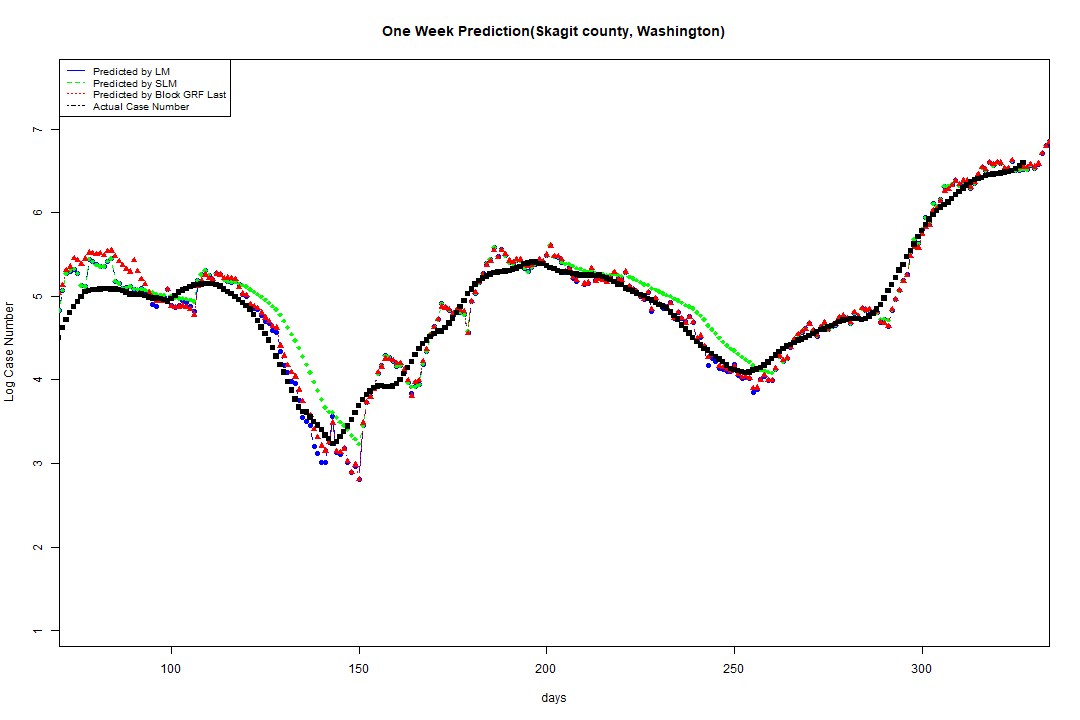 One Week Prediction(Skagit county, Washington)
Predicted by LM
Predicted by SLM
Predicted by Block GRF Last
Actual Case Number
7
6
5
4
3
2
1
Log Case Number
100 150 200 250 300
days